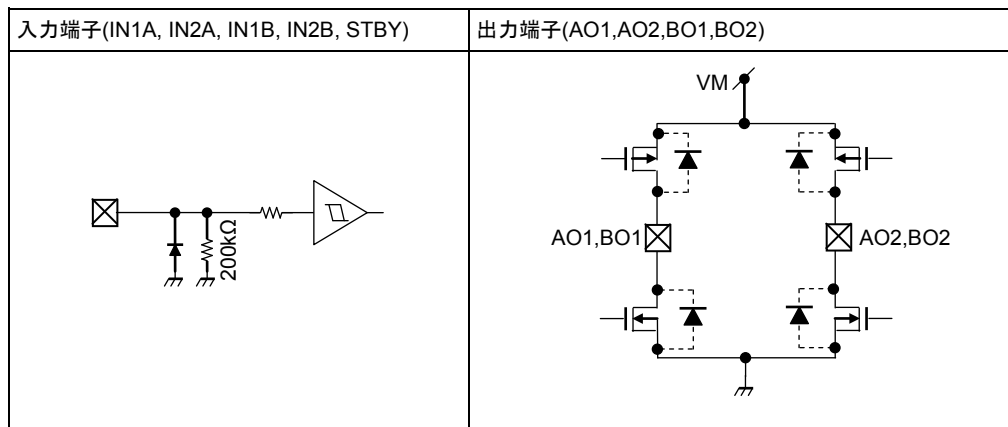 入力端子(IN1A, IN2A, IN1B, IN2B, STBY)
出力端子(AO1,AO2,BO1,BO2)
200kΩ
VM
AO1,BO1
AO2,BO2